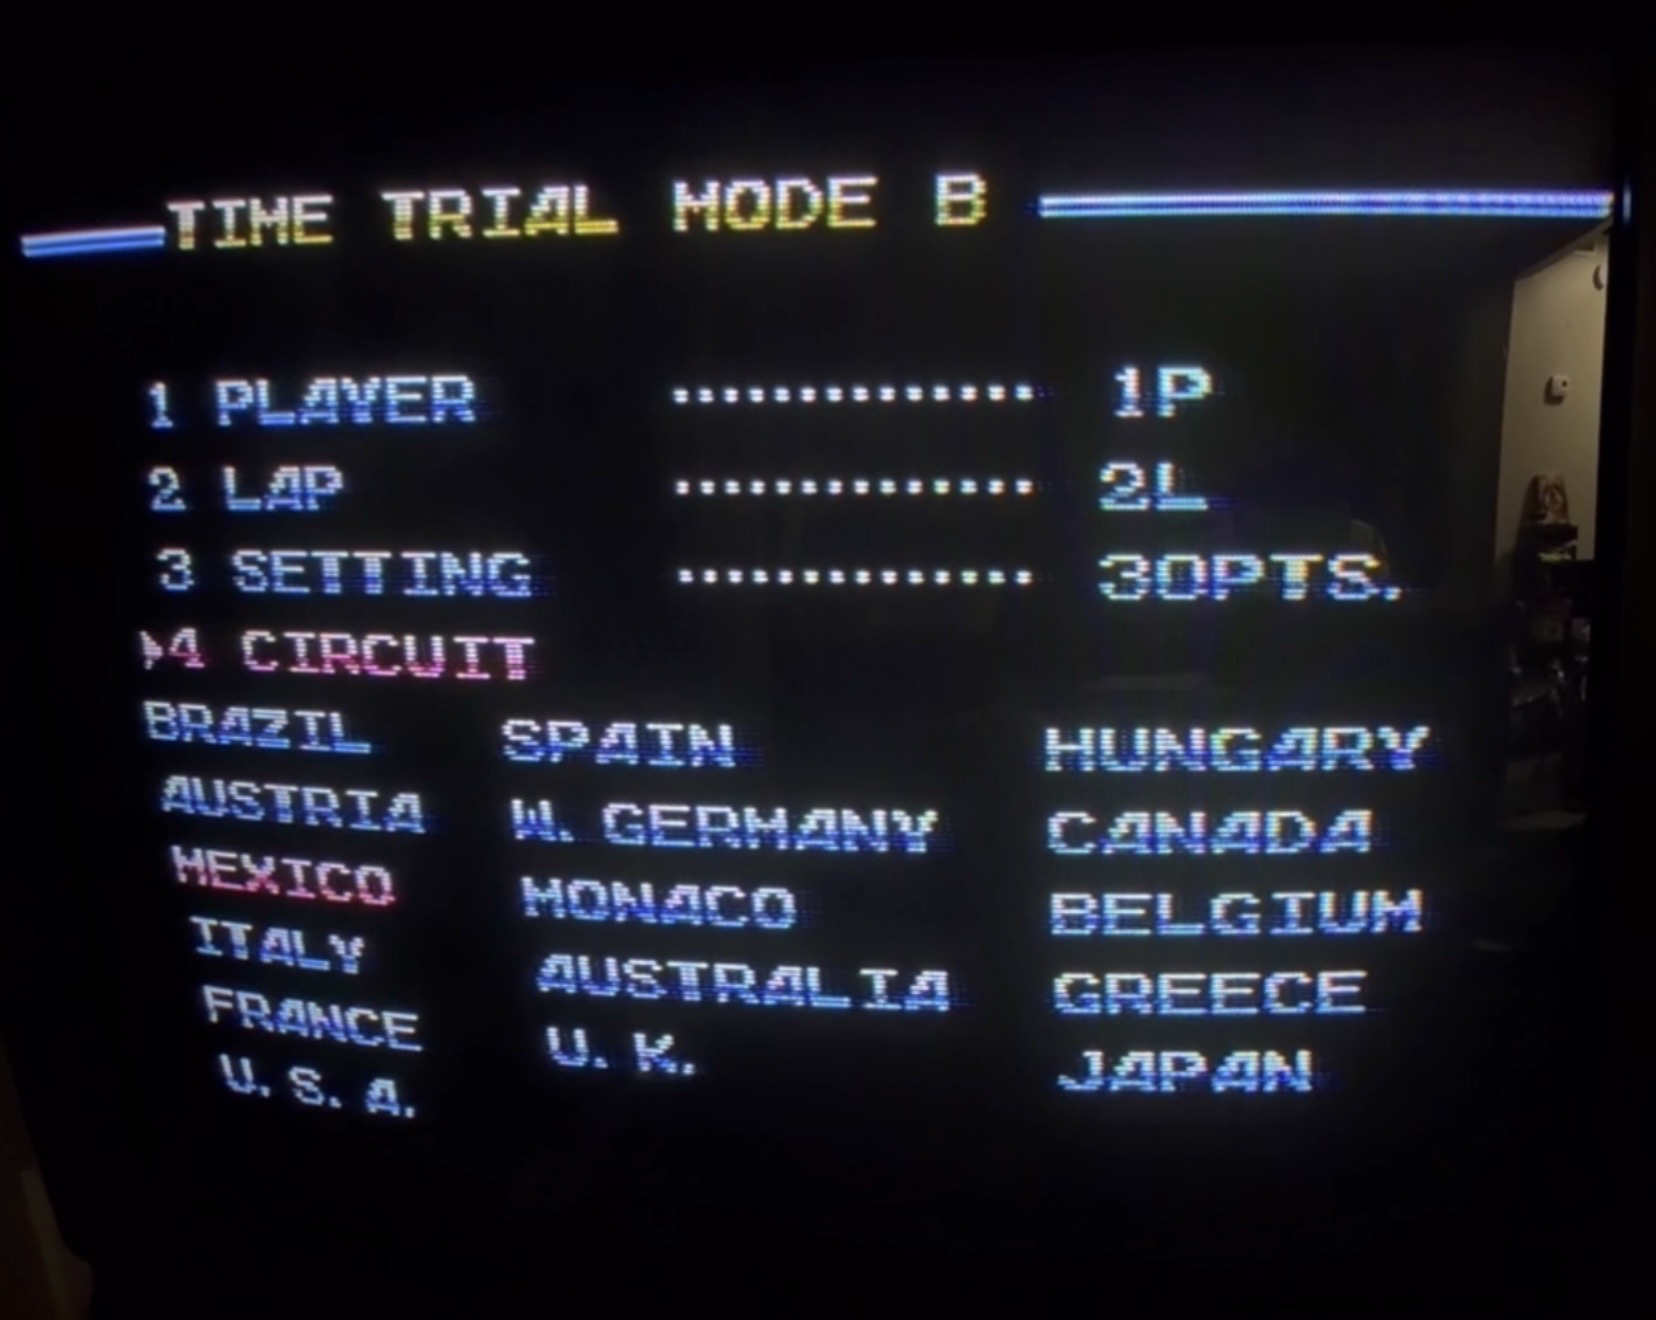 TIME TRIAL MODE B
1 PLAYER .............. 1P
2 LAP .............. 2L
3 SETTING .............. 30PTS.
▶4 CIRCUIT
BRAZIL SPAIN HUNGARY
AUSTRIA W. GERMANY CANADA
MEXICO MONACO BELGIUM
ITALY AUSTRALIA GREECE
FRANCE U. K. JAPAN
U. S. A.